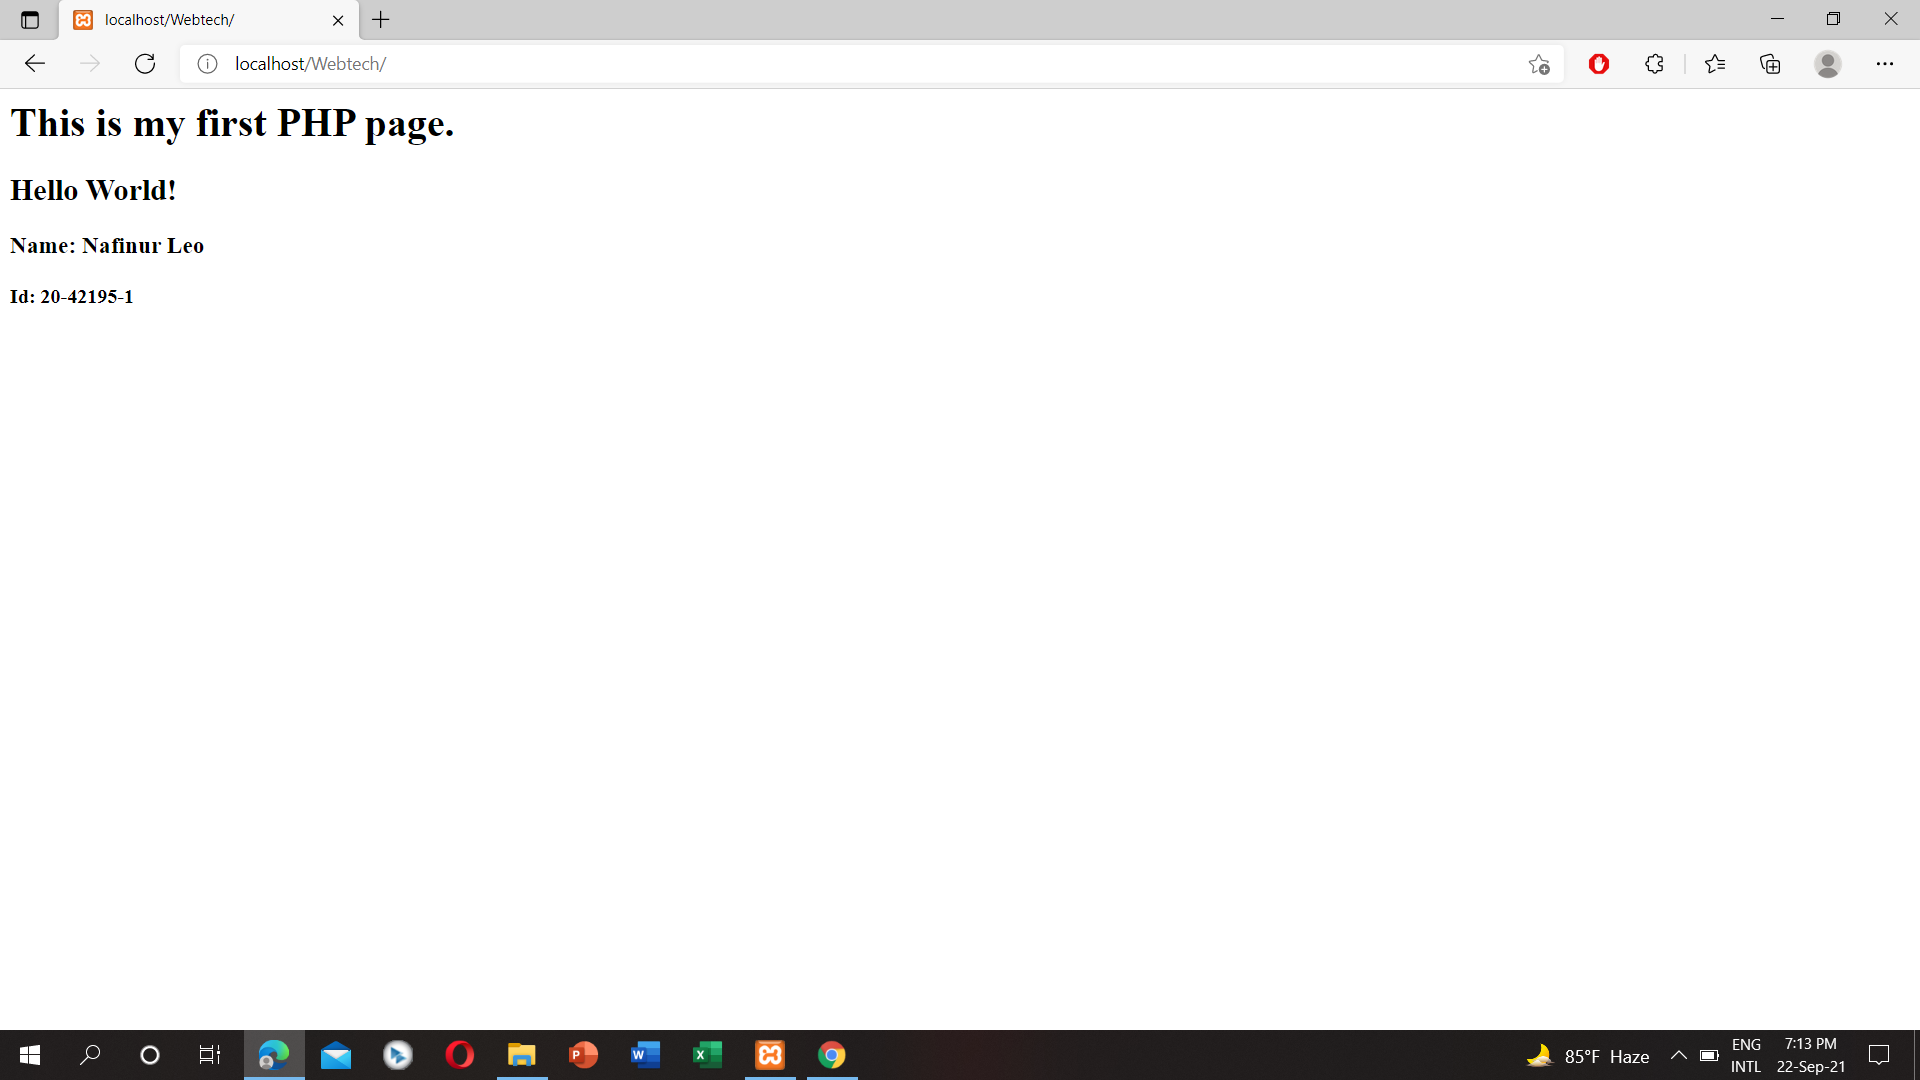 localhost/Webtech/
localhost/Webtech/
This is my first PHP page.
Hello World!
Name: Nafinur Leo
Id: 20-42195-1
85°F Haze
ENG
INTL
7:13 PM
22-Sep-21